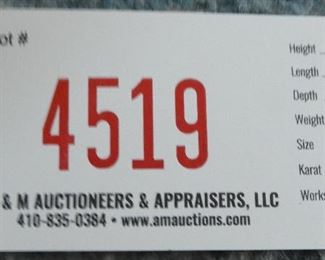 ot #
4519
& M AUCTIONEERS & APPRAISERS, LLC
410-835-0384 • www.amauctions.com
Height
Length
Depth
Weight
Size
Karat
Works